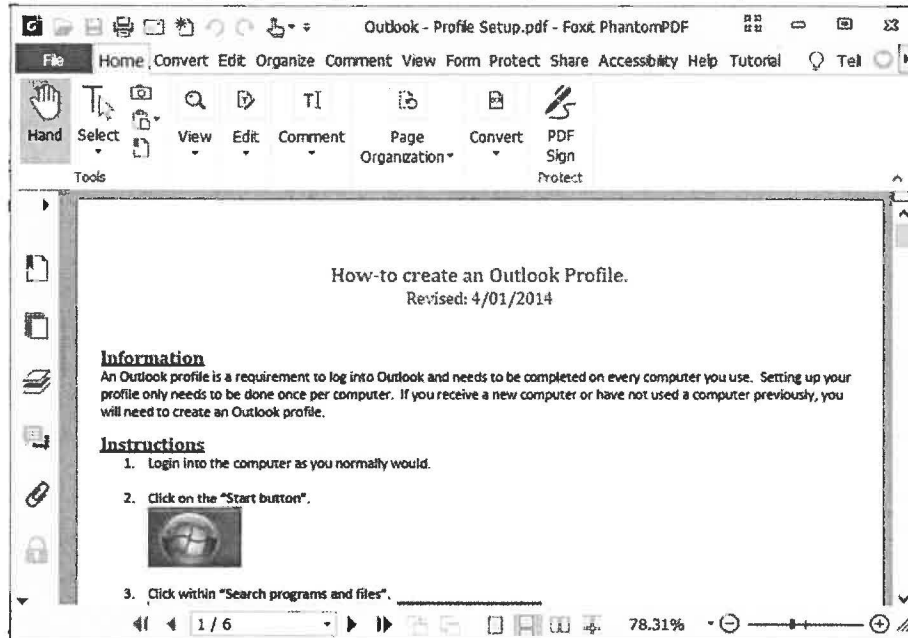 Outlook - Profile Setup.pdf - Foxit PhantomPDF
File Home Convert Edit Organize Comment View Form Protect Share Accessibility Help Tutorial Tell
Hand Select View Edit Comment Page Organization Convert PDF Sign
Tools Protect
How-to create an Outlook Profile.
Revised: 4/01/2014
Information
An Outlook profile is a requirement to log into Outlook and needs to be completed on every computer you use. Setting up your
profile only needs to be done once per computer. If you receive a new computer or have not used a computer previously, you
will need to create an Outlook profile.
Instructions
1. Login into the computer as you normally would.
2. Click on the "Start button".
3. Click within "Search programs and files".
1 / 6 78.31%